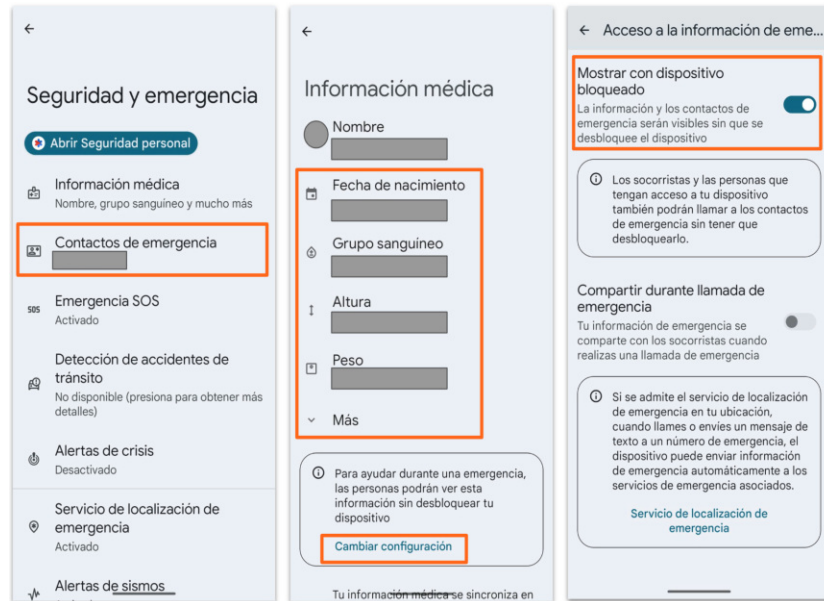 Seguridad y emergencia
Abrir Seguridad personal
Información médica
Nombre, grupo sanguíneo y mucho más
Contactos de emergencia
SOS
Emergencia SOS
Activado
Detección de accidentes de
tránsito
No disponible (presiona para obtener más
detalles)
Alertas de crisis
Desactivado
Servicio de localización de
emergencia
Activado
Alertas de sismos
Información médica
Nombre
Fecha de nacimiento
Grupo sanguíneo
Altura
Peso
Más
Para ayudar durante una emergencia,
las personas podrán ver esta
información sin desbloquear tu
dispositivo
Cambiar configuración
Tu información médica se sincroniza en
Acceso a la información de eme...
Mostrar con dispositivo
bloqueado
La información y los contactos de
emergencia serán visibles sin que se
desbloquee el dispositivo
Los socorristas y las personas que
tengan acceso a tu dispositivo
también podrán llamar a los contactos
de emergencia sin tener que
desbloquearlo.
Compartir durante llamada de
emergencia
Tu información de emergencia se
comparte con los socorristas cuando
realizas una llamada de emergencia
Si se admite el servicio de localización
de emergencia en tu ubicación,
cuando llames o envíes un mensaje de
texto a un número de emergencia, el
dispositivo puede enviar información
de emergencia automáticamente a los
servicios de emergencia asociados.
Servicio de localización de
emergencia